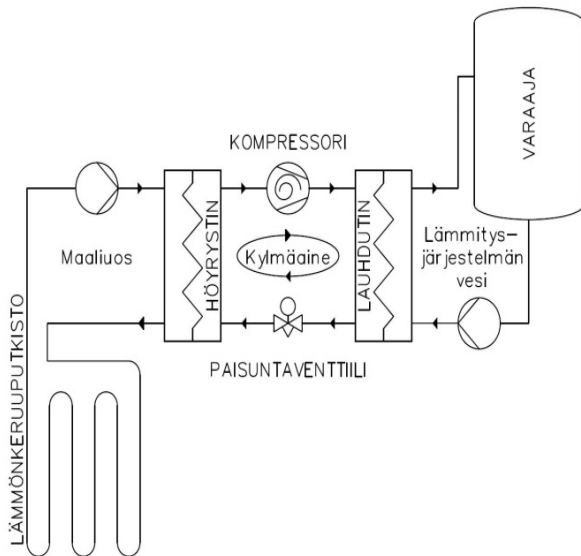 VARAAJA
KOMPRESSORI
Maaliuos
HÖYRYSTIN
Kylmäaine
LAUHDUTIN
Lämmitys-
järjestelmän
vesi
PAISUNTAVENTTIILI
LÄMMÖNKERUUPUTKISTO